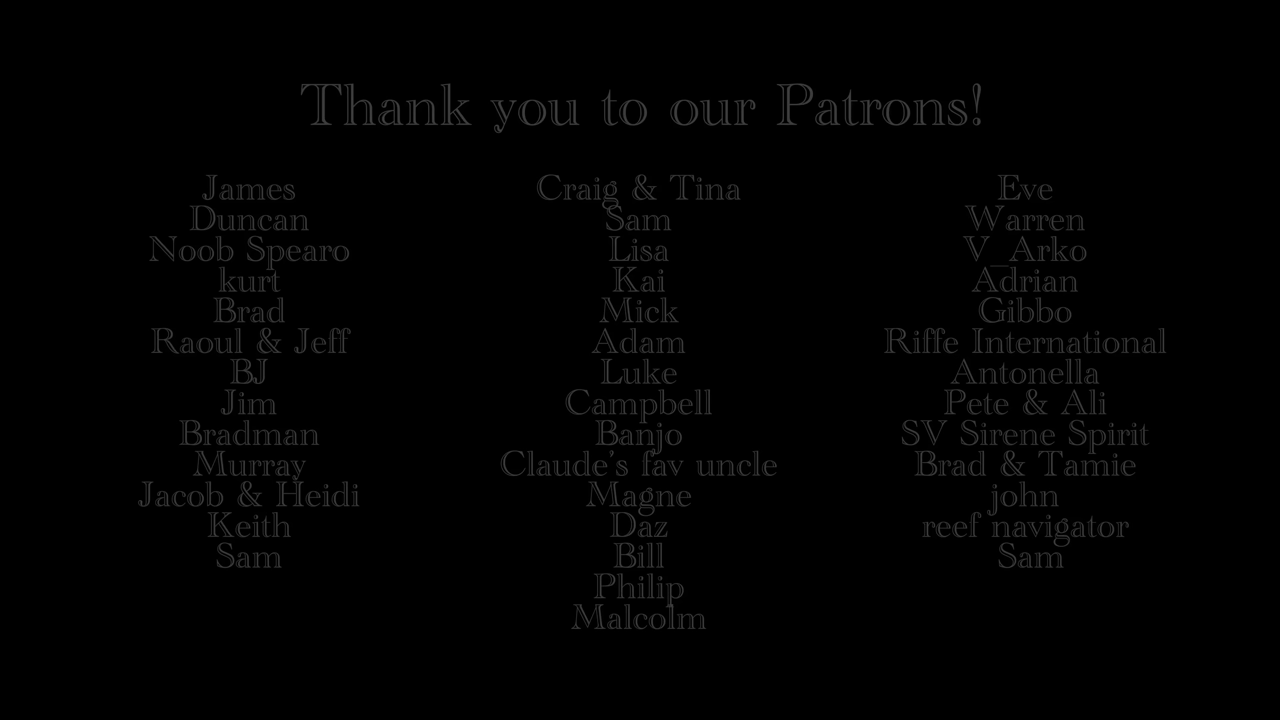 Thank you to our Patrons!
James
Duncan
Noob Spearo
kurt
Brad
Raoul & Jeff
BJ
Jim
Bradman
Murray
Jacob & Heidi
Keith
Sam
Craig & Tina
Sam
Lisa
Kai
Mick
Adam
Luke
Campbell
Banjo
Claude's fav uncle
Magne
Daz
Bill
Philip
Malcolm
Eve
Warren
V_Arko
Adrian
Gibbo
Riffe International
Antonella
Pete & Ali
SV Sirene Spirit
Brad & Tamie
john
reef navigator
Sam